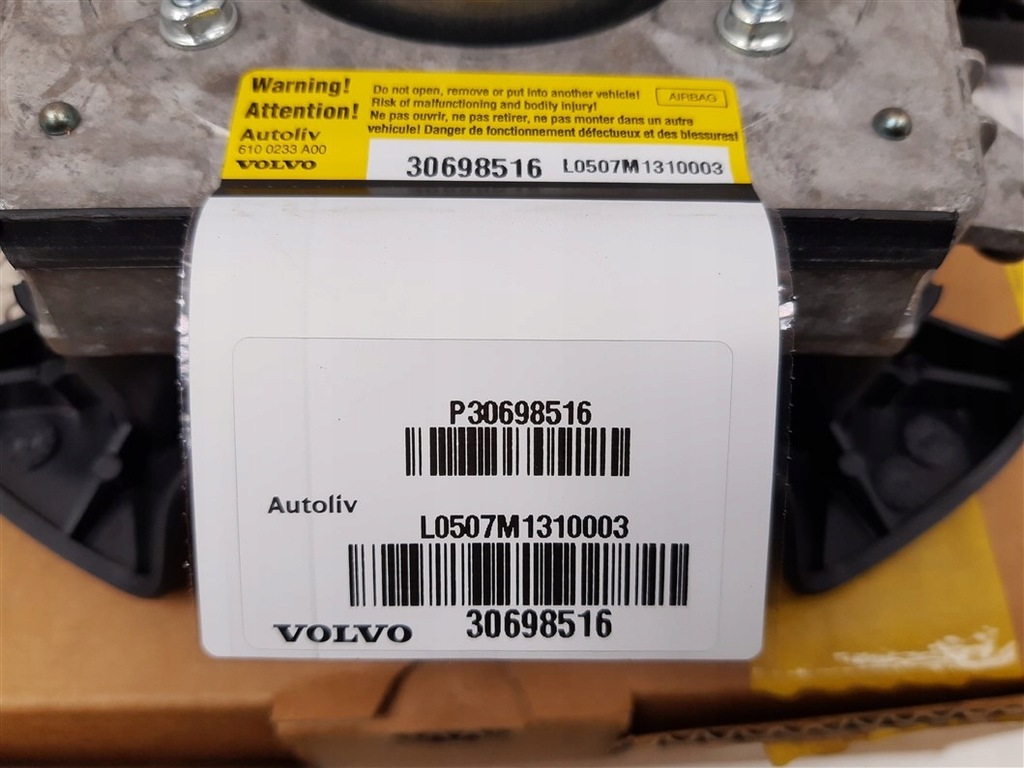 Warning!
Attention!
Autoliv
610 0233 A00
VOLVO
Do not open, remove or put into another vehicle!
Risk of malfunctioning and bodily injury!
Ne pas ouvrir, ne pas retirer, ne pas monter dans un autre
vehicule! Danger de fonctionnement défectueux et des blessures!
AIRBAG
30698516 L0507M1310003
P30698516
Autoliv
L0507M1310003
VOLVO 30698516